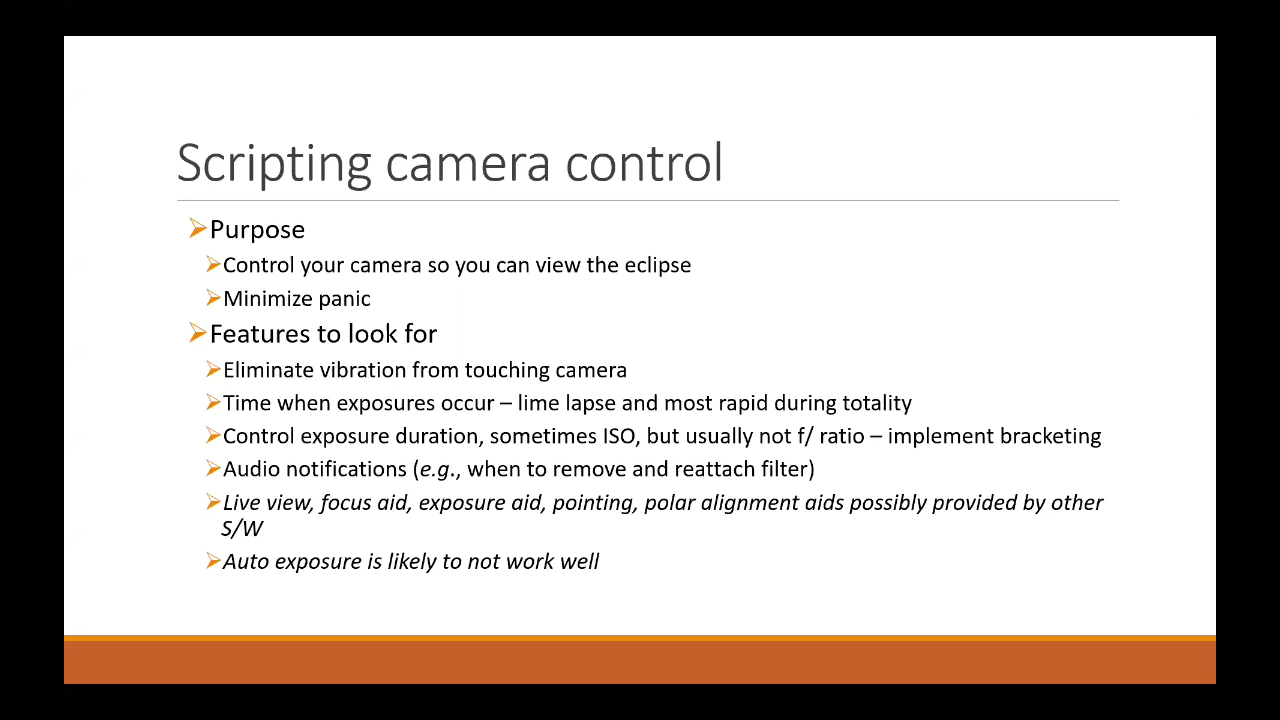 Scripting camera control
Purpose
Control your camera so you can view the eclipse
Minimize panic
Features to look for
Eliminate vibration from touching camera
Time when exposures occur – lime lapse and most rapid during totality
Control exposure duration, sometimes ISO, but usually not f/ ratio – implement bracketing
Audio notifications (e.g., when to remove and reattach filter)
Live view, focus aid, exposure aid, pointing, polar alignment aids possibly provided by other
S/W
Auto exposure is likely to not work well